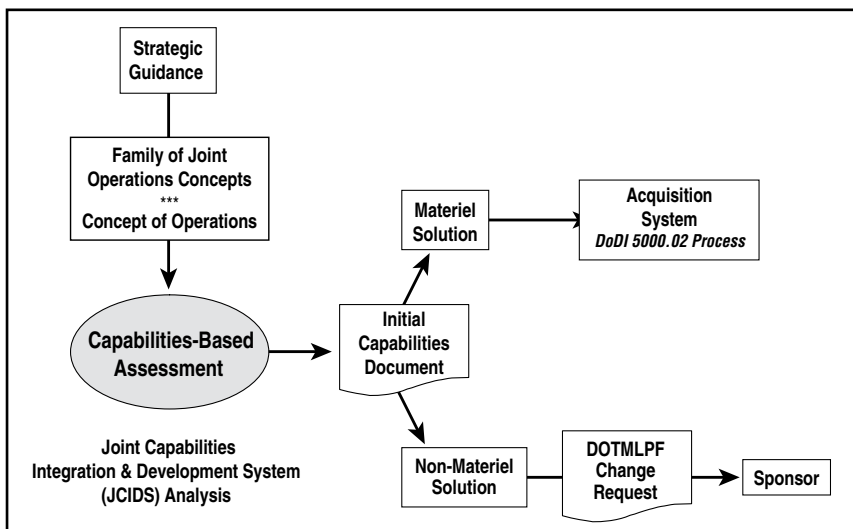 Strategic
Guidance
Family of Joint
Operations Concepts
***
Concept of Operations
Capabilities-Based
Assessment
Joint Capabilities
Integration & Development System
(JCIDS) Analysis
Initial
Capabilities
Document
Materiel
Solution
Acquisition
System
DoDI 5000.02 Process
Non-Materiel
Solution
DOTMLPF
Change
Request
Sponsor